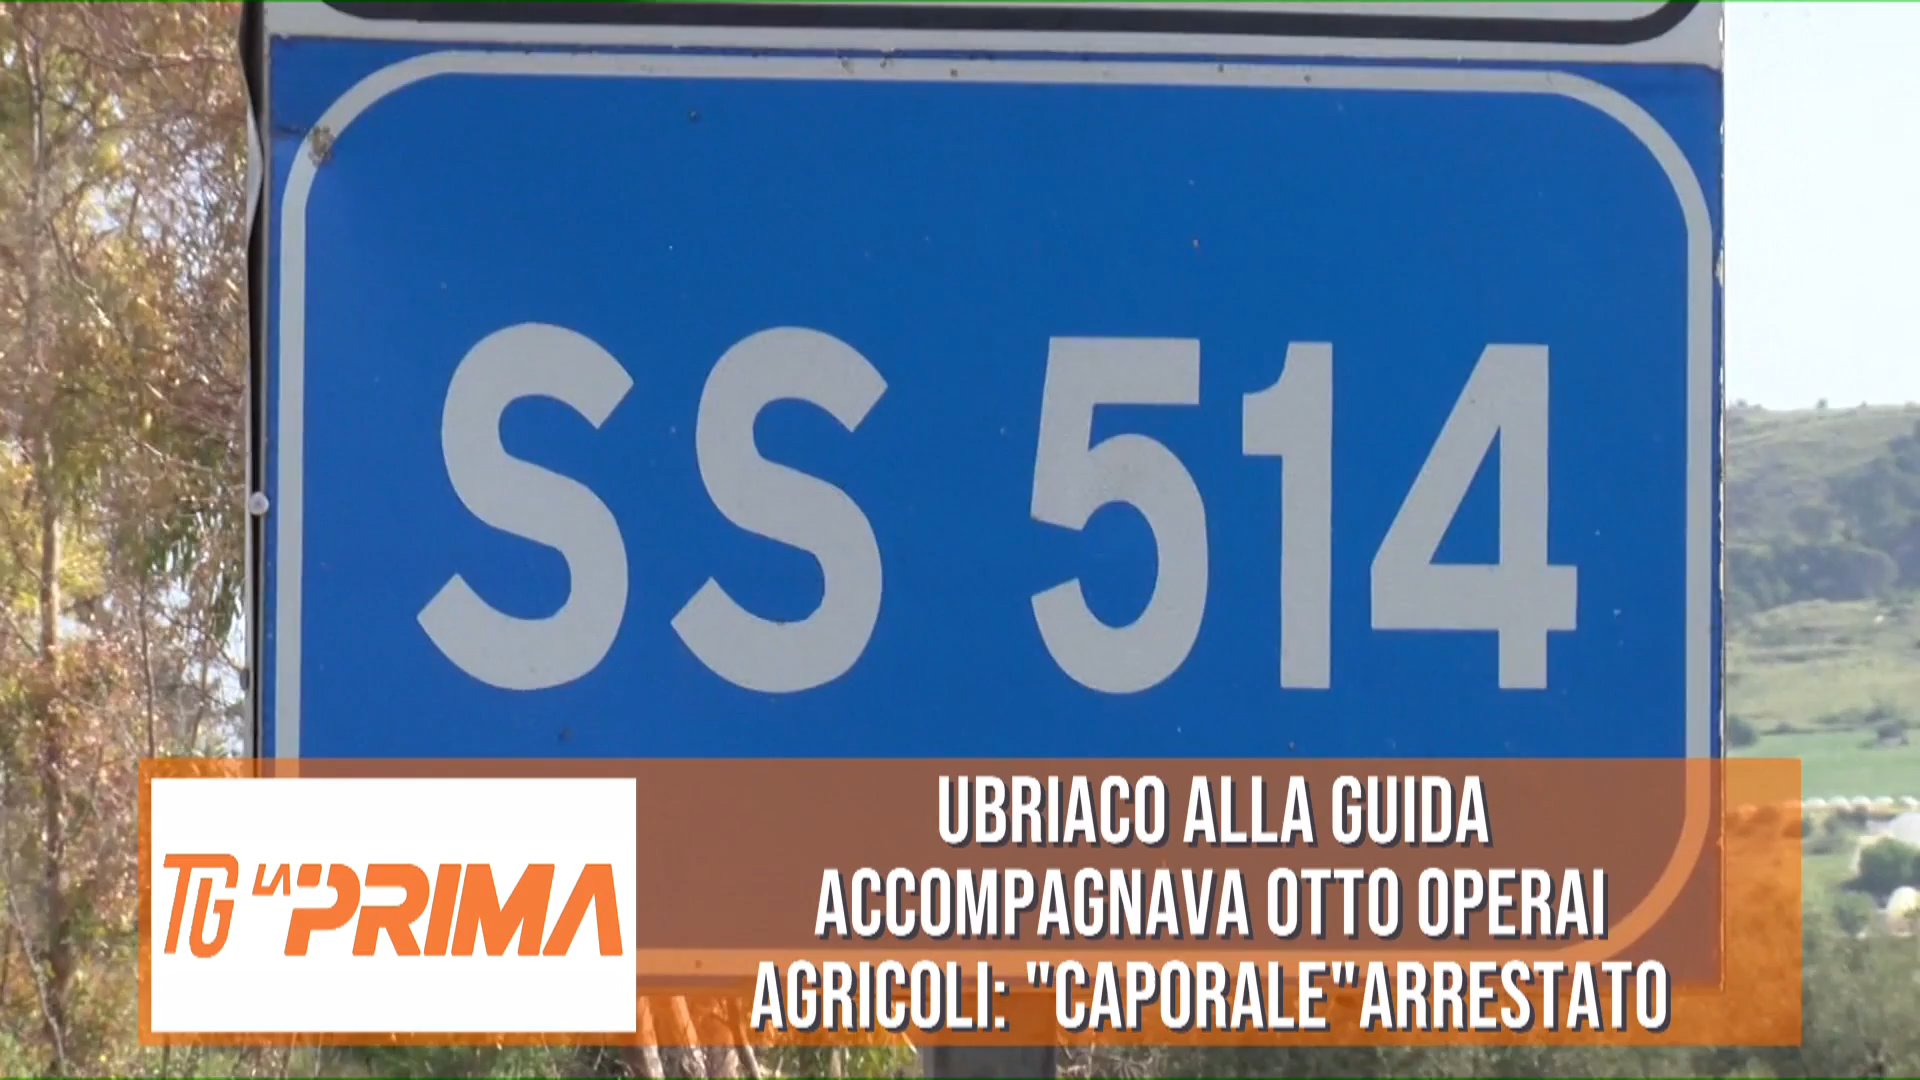 SS 514
TG LA PRIMA
UBRIACO ALLA GUIDA
ACCOMPAGNAVA OTTO OPERAI
AGRICOLI: "CAPORALE"ARRESTATO